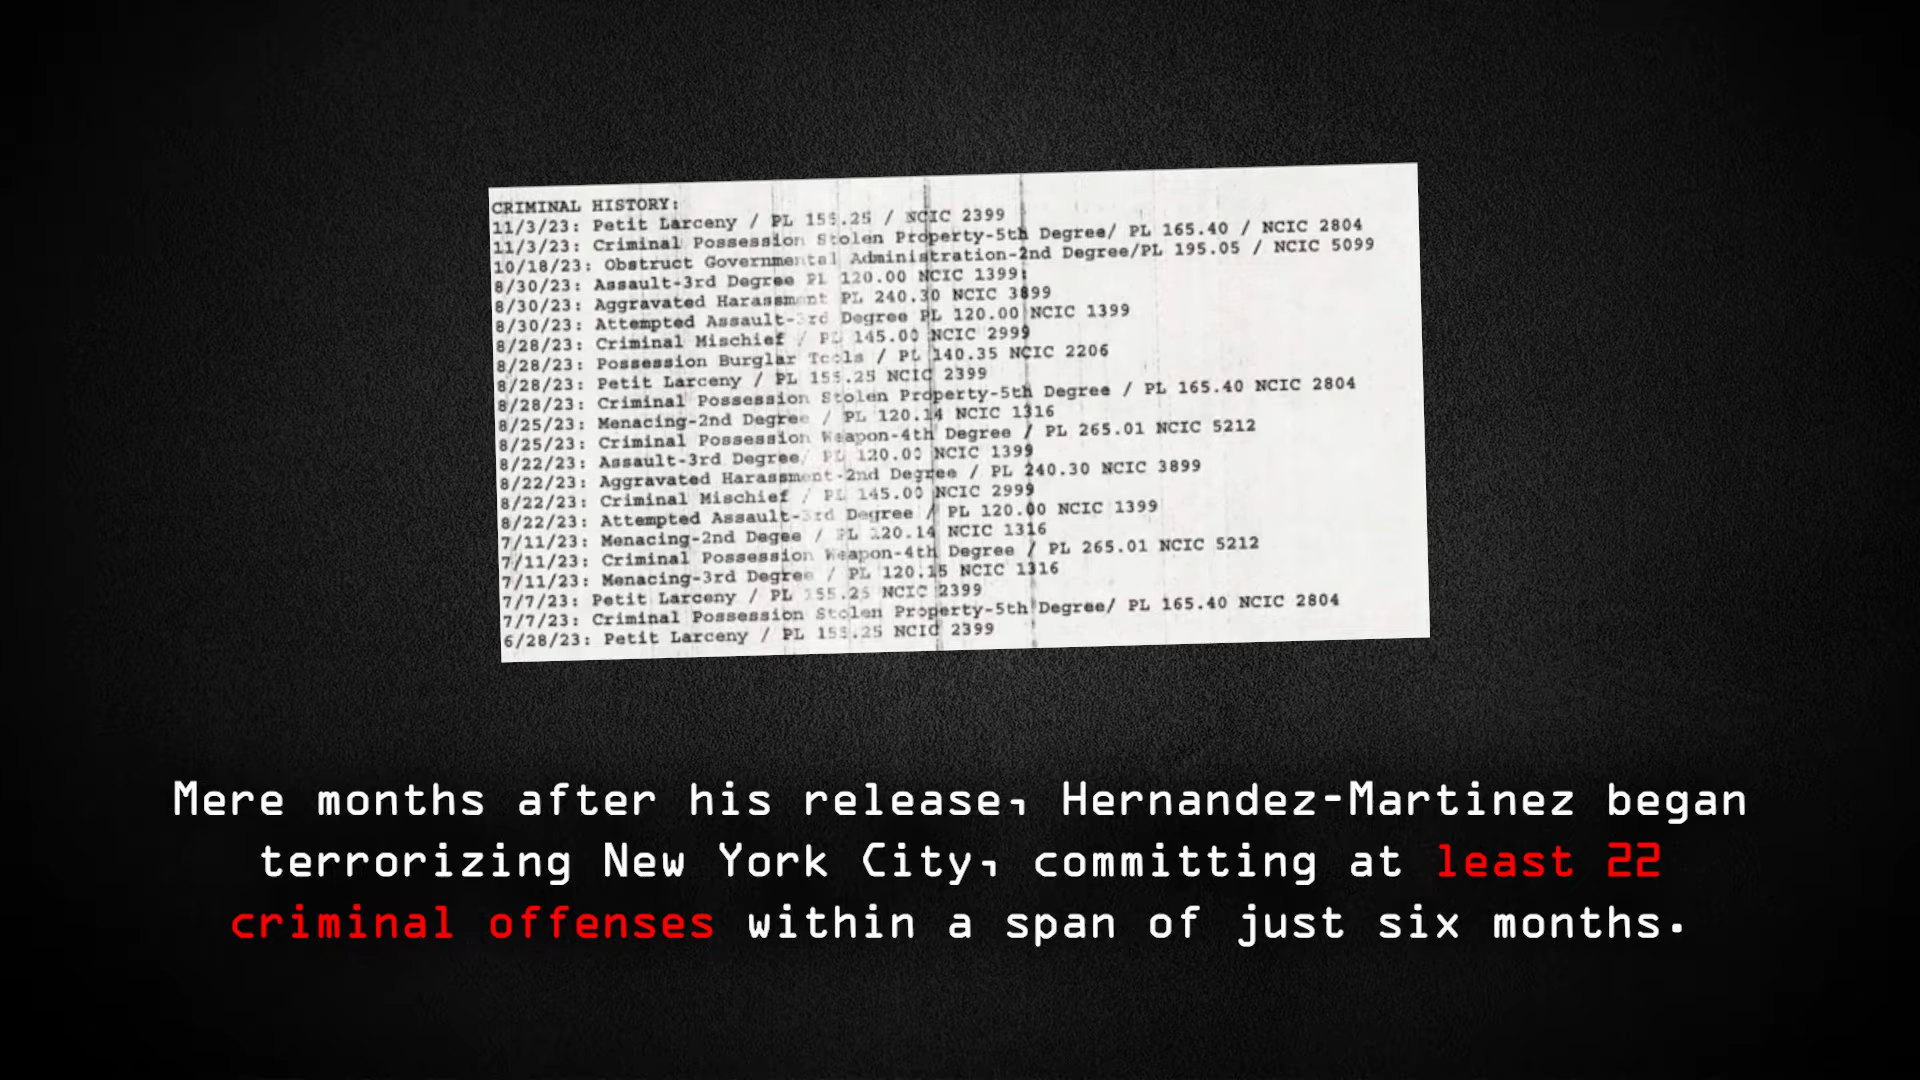 CRIMINAL HISTORY:
11/3/23: Petit Larceny / PL 155.25 / NCIC 2399
11/3/23: Criminal Possession Stolen Property-5th Degree/ PL 165.40 / NCIC 2804
10/18/23: Obstruct Governmental Administration-2nd Degree/PL 195.05 / NCIC 5099
8/30/23: Assault-3rd Degree PL 120.00 NCIC 1399;
8/30/23: Aggravated Harassment PL 240.30 NCIC 3899
8/30/23: Attempted Assault-3rd Degree PL 120.00 NCIC 1399
8/28/23: Criminal Mischief / PL 145.00 NCIC 2999
8/28/23: Possession Burglar Tools / PL 140.35 NCIC 2206
8/28/23: Petit Larceny / PL 155.25 NCIC 2399
8/28/23: Criminal Possession Stolen Property-5th Degree / PL 165.40 NCIC 2804
8/25/23: Menacing-2nd Degree / PL 120.14 NCIC 1316
8/25/23: Criminal Possession Weapon-4th Degree / PL 265.01 NCIC 5212
8/22/23: Assault-3rd Degree/ PL 120.00 NCIC 1399
8/22/23: Aggravated Harassment-2nd Degree / PL 240.30 NCIC 3899
8/22/23: Criminal Mischief / PL 145.00 NCIC 2999
8/22/23: Attempted Assault-3rd Degree / PL 120.00 NCIC 1399
7/11/23: Menacing-2nd Degee / PL 120.14 NCIC 1316
7/11/23: Criminal Possession Weapon-4th Degree / PL 265.01 NCIC 5212
7/11/23: Menacing-3rd Degree / PL 120.15 NCIC 1316
7/7/23: Petit Larceny / PL 155.25 NCIC 2399
7/7/23: Criminal Possession Stolen Property-5th Degree/ PL 165.40 NCIC 2804
6/28/23: Petit Larceny / PL 155.25 NCIC 2399
Mere months after his release, Hernandez-Martinez began
terrorizing New York City, committing at least 22
criminal offenses within a span of just six months.